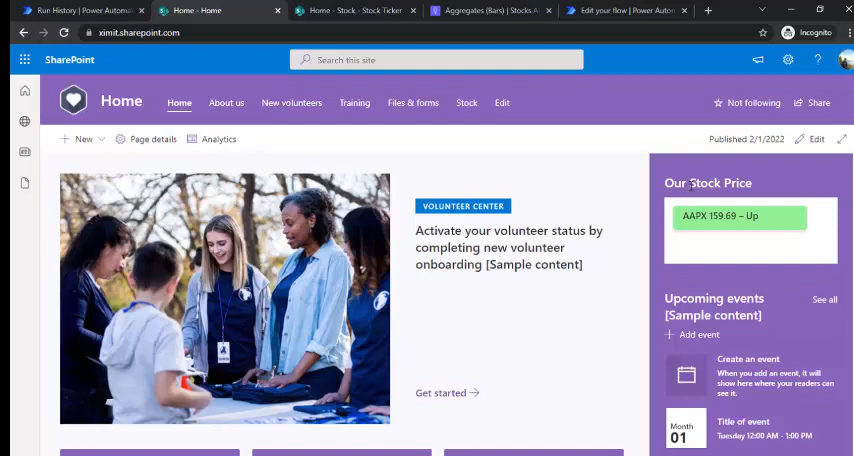 Run History | Power Automat
Home - Home
Home - Stock - Stock Ticker
Aggregates (Bars) | Stocks A
Edit your flow | Power Autom
ximit.sharepoint.com
Incognito
SharePoint
Search this site
Home
Home
About us
New volunteers
Training
Files & forms
Stock
Edit
Not following
Share
New
Page details
Analytics
Published 2/1/2022
Edit
VOLUNTEER CENTER
Activate your volunteer status by
completing new volunteer
onboarding [Sample content]
Get started
Our Stock Price
AAPX 159.69 – Up
Upcoming events
[Sample content]
See all
Add event
Create an event
When you add an event, it will
show here where your readers can
see it.
Month
01
Title of event
Tuesday 12:00 AM - 1:00 PM